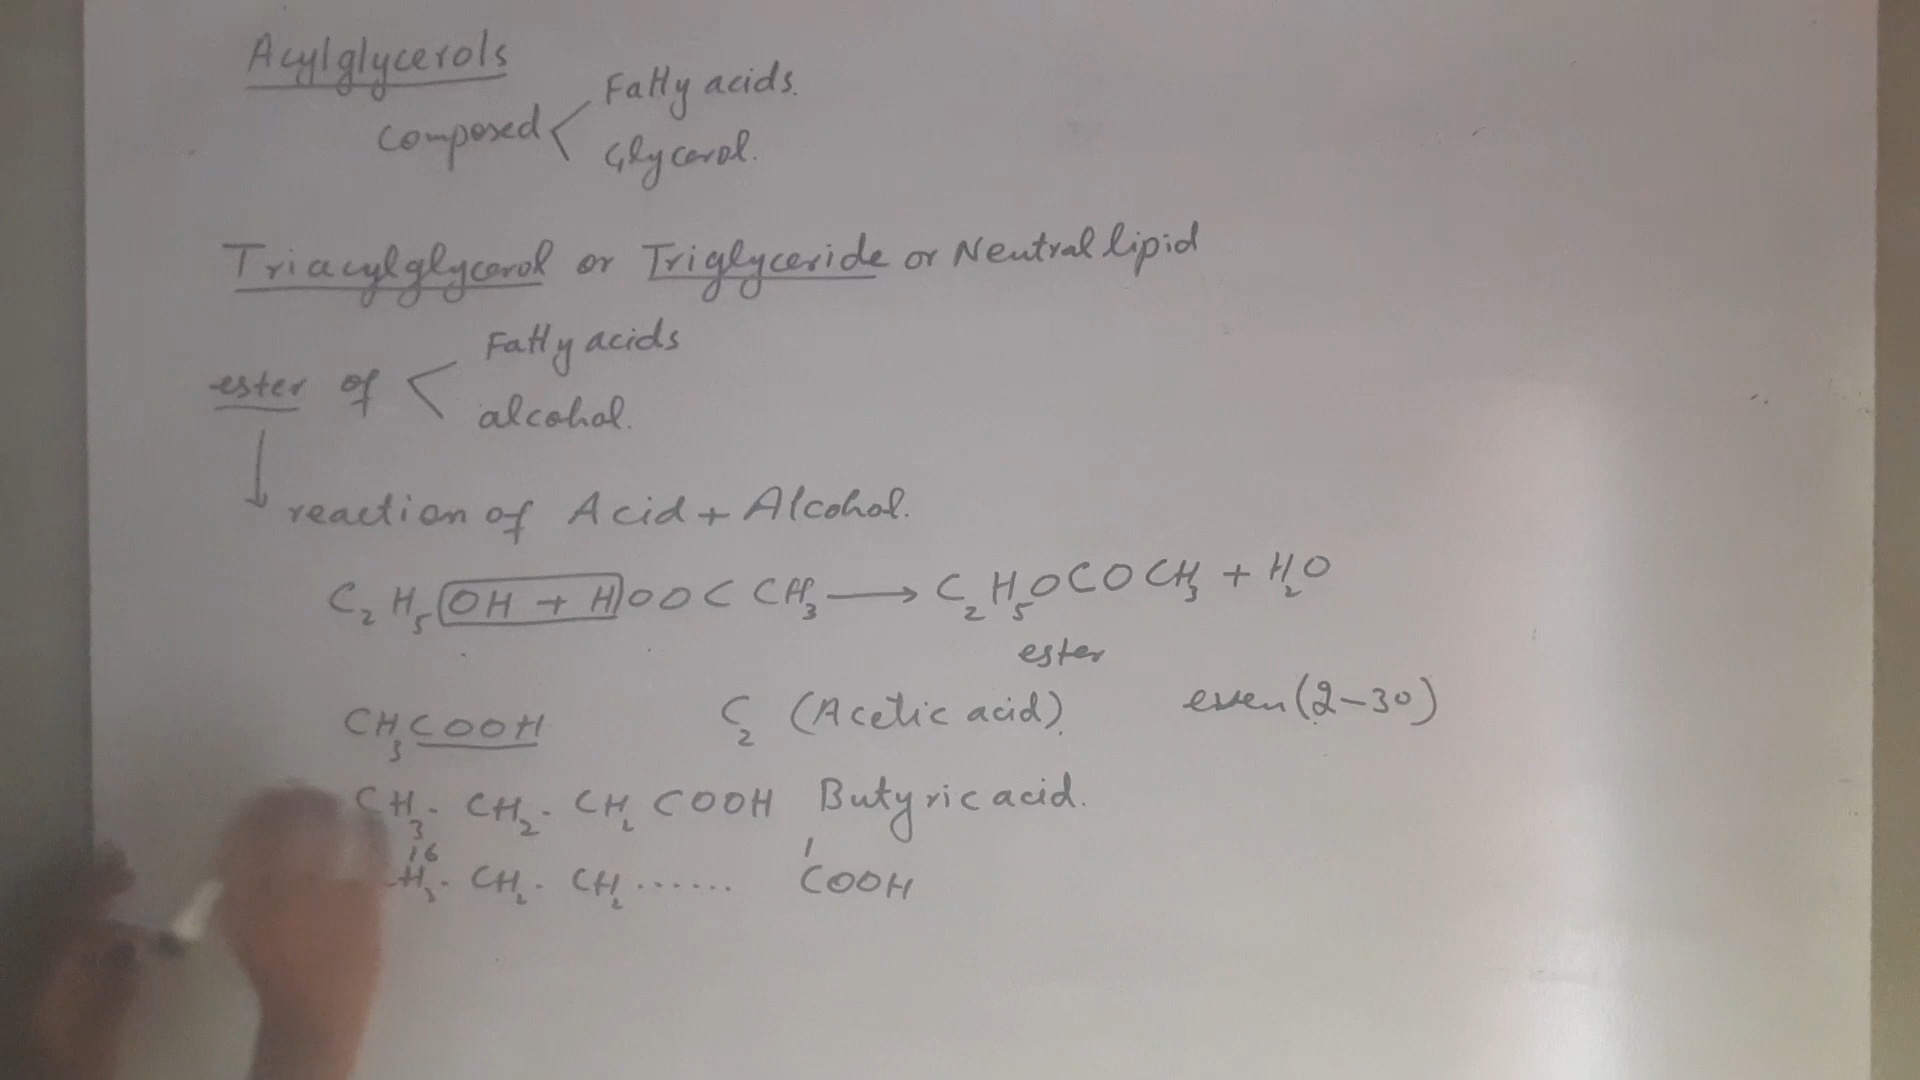 Acylglycerols
composed < Fatty acids.
Glycerol.
Triacylglycerol or Triglyceride or Neutral lipid
ester of < Fatty acids
alcohol.
↓ reaction of Acid + Alcohol.
C₂H₅OH + HOOCCH₃ → C₂H₅OCOCH₃ + H₂O
ester
CH₃COOH C₂ (Acetic acid). even (2-30)
CH₃. CH₂. CH₂ COOH Butyric acid.
16 1
H₃. CH₂. CH₂ ...... COOH